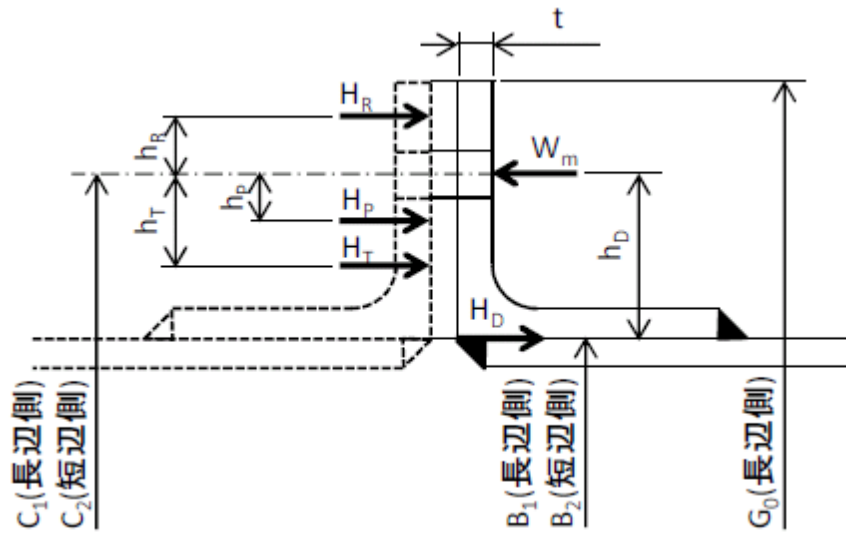 t
H_R
h_R
W_m
h_P
H_P
h_T
H_T
h_D
H_D
C_1(長辺側)
C_2(短辺側)
B_1(長辺側)
B_2(短辺側)
G_0(長辺側)